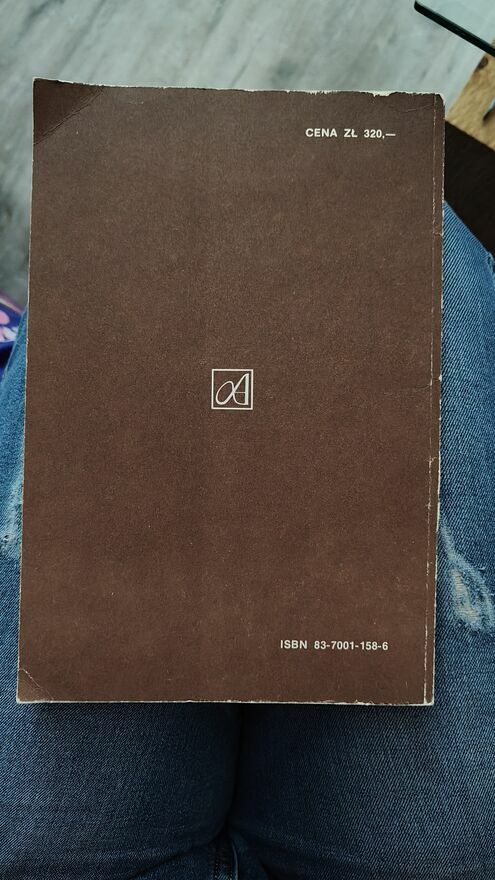 CENA ZŁ 320,—
A
ISBN 83-7001-158-6